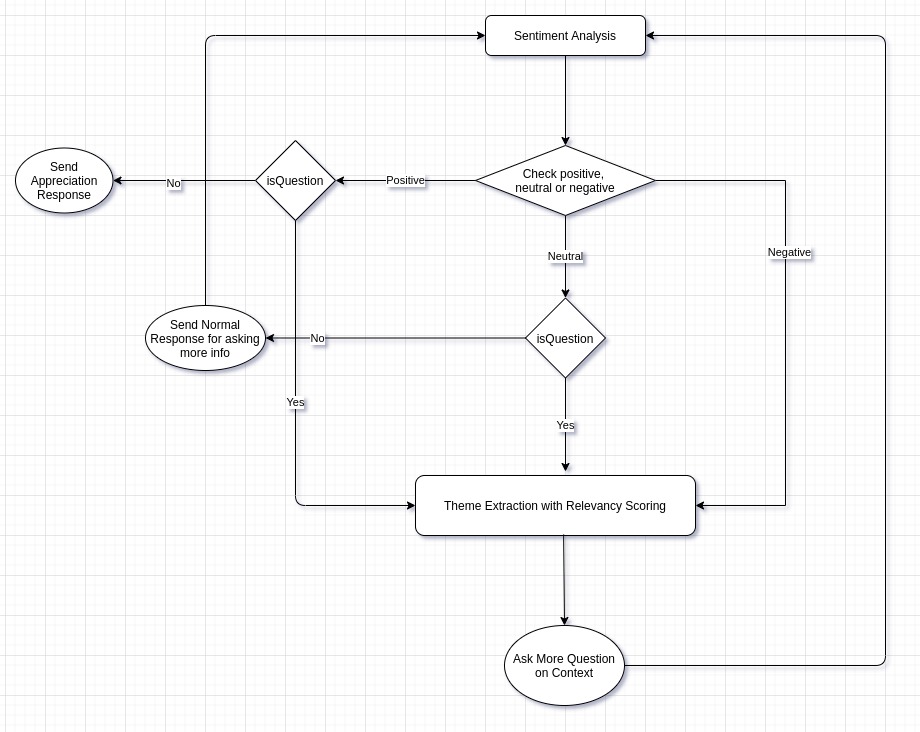 Sentiment Analysis
Send
Appreciation
Response
No
isQuestion
Positive
Check positive,
neutral or negative
Negative
Neutral
Send Normal
Response for asking
more info
No
isQuestion
Yes
Yes
Theme Extraction with Relevancy Scoring
Ask More Question
on Context